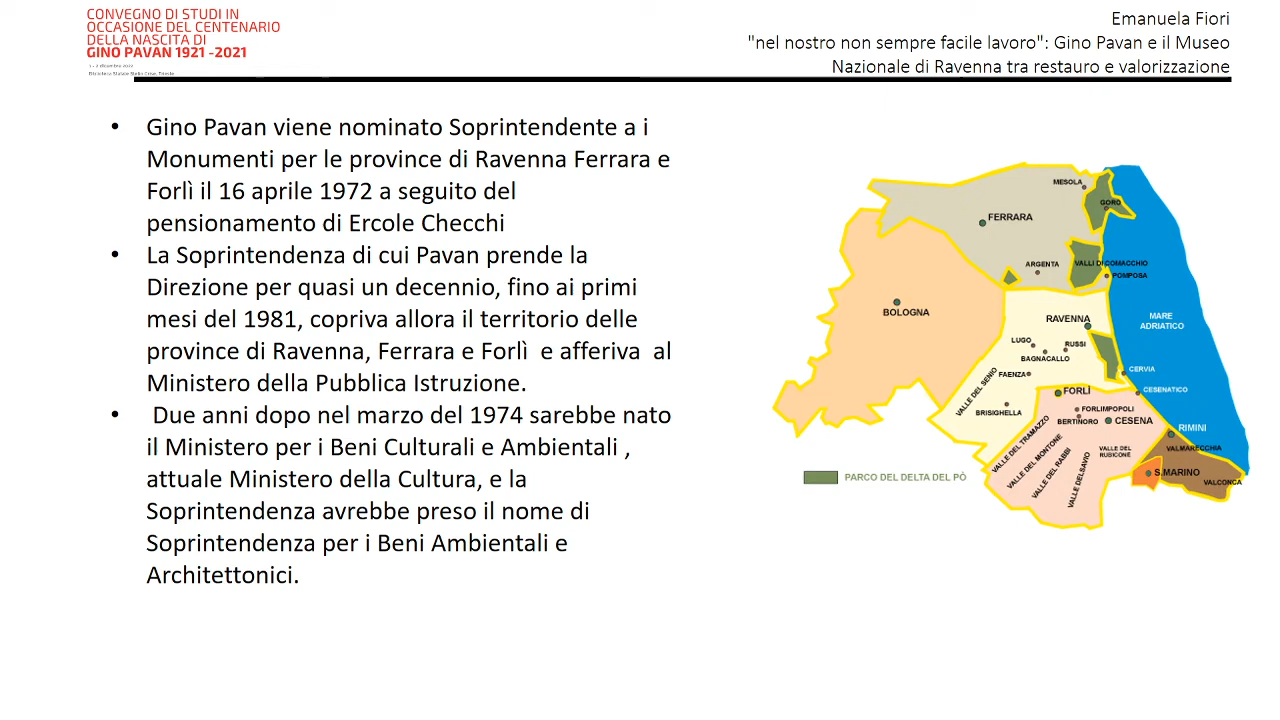 CONVEGNO DI STUDI IN
OCCASIONE DEL CENTENARIO
DELLA NASCITA DI
GINO PAVAN 1921 -2021
Emanuela Fiori
"nel nostro non sempre facile lavoro": Gino Pavan e il Museo
Nazionale di Ravenna tra restauro e valorizzazione
• Gino Pavan viene nominato Soprintendente a i
Monumenti per le province di Ravenna Ferrara e
Forlì il 16 aprile 1972 a seguito del
pensionamento di Ercole Checchi
• La Soprintendenza di cui Pavan prende la
Direzione per quasi un decennio, fino ai primi
mesi del 1981, copriva allora il territorio delle
province di Ravenna, Ferrara e Forlì e afferiva al
Ministero della Pubblica Istruzione.
• Due anni dopo nel marzo del 1974 sarebbe nato
il Ministero per i Beni Culturali e Ambientali ,
attuale Ministero della Cultura, e la
Soprintendenza avrebbe preso il nome di
Soprintendenza per i Beni Ambientali e
Architettonici.
MESOLA
GORO
FERRARA
ARGENTA
VALLI DI COMACCHIO
POMPOSA
BOLOGNA
RAVENNA
MARE
ADRIATICO
LUGO
RUSSI
BAGNACALLO
FAENZA
CERVIA
VALLE DEL SENIO
FORLÌ
CESENATICO
BRISIGHELLA
FORLIMPOPOLI
BERTINORO
CESENA
RIMINI
VALLE DEL TRAMAZZO
VALLE DEL MONTONE
VALLE DEL RABBI
VALLE DELSAVIO
VALLE DEL
RUBICONE
VALMARECCHIA
S.MARINO
VALCONCA
PARCO DEL DELTA DEL PÒ